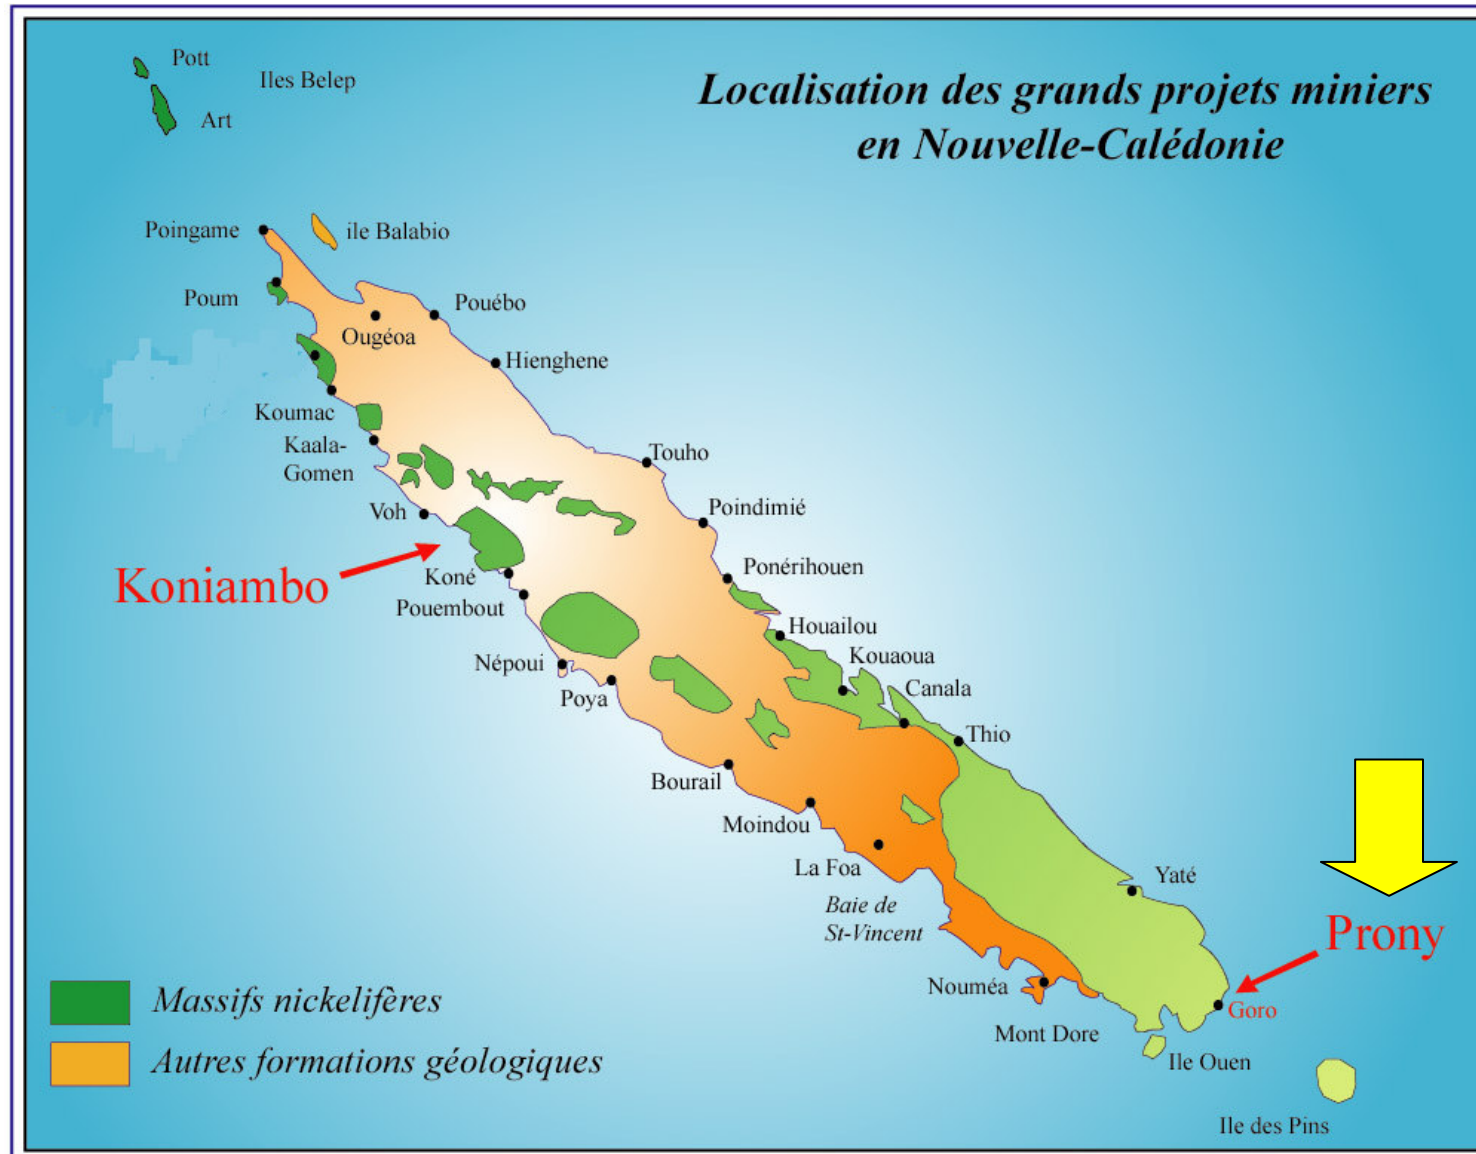 Localisation des grands projets miniers
en Nouvelle-Calédonie
Pott
Iles Belep
Art
Poingame
ile Balabio
Poum
Pouébo
Ougéoa
Hienghene
Koumac
Kaala-
Gomen
Touho
Voh
Poindimié
Koniambo
Koné
Ponérihouen
Pouembout
Houailou
Népoui
Kouaoua
Poya
Canala
Thio
Bourail
Moindou
La Foa
Yaté
Baie de
St-Vincent
Prony
Nouméa
Goro
Mont Dore
Ile Ouen
Ile des Pins
Massifs nickelifères
Autres formations géologiques